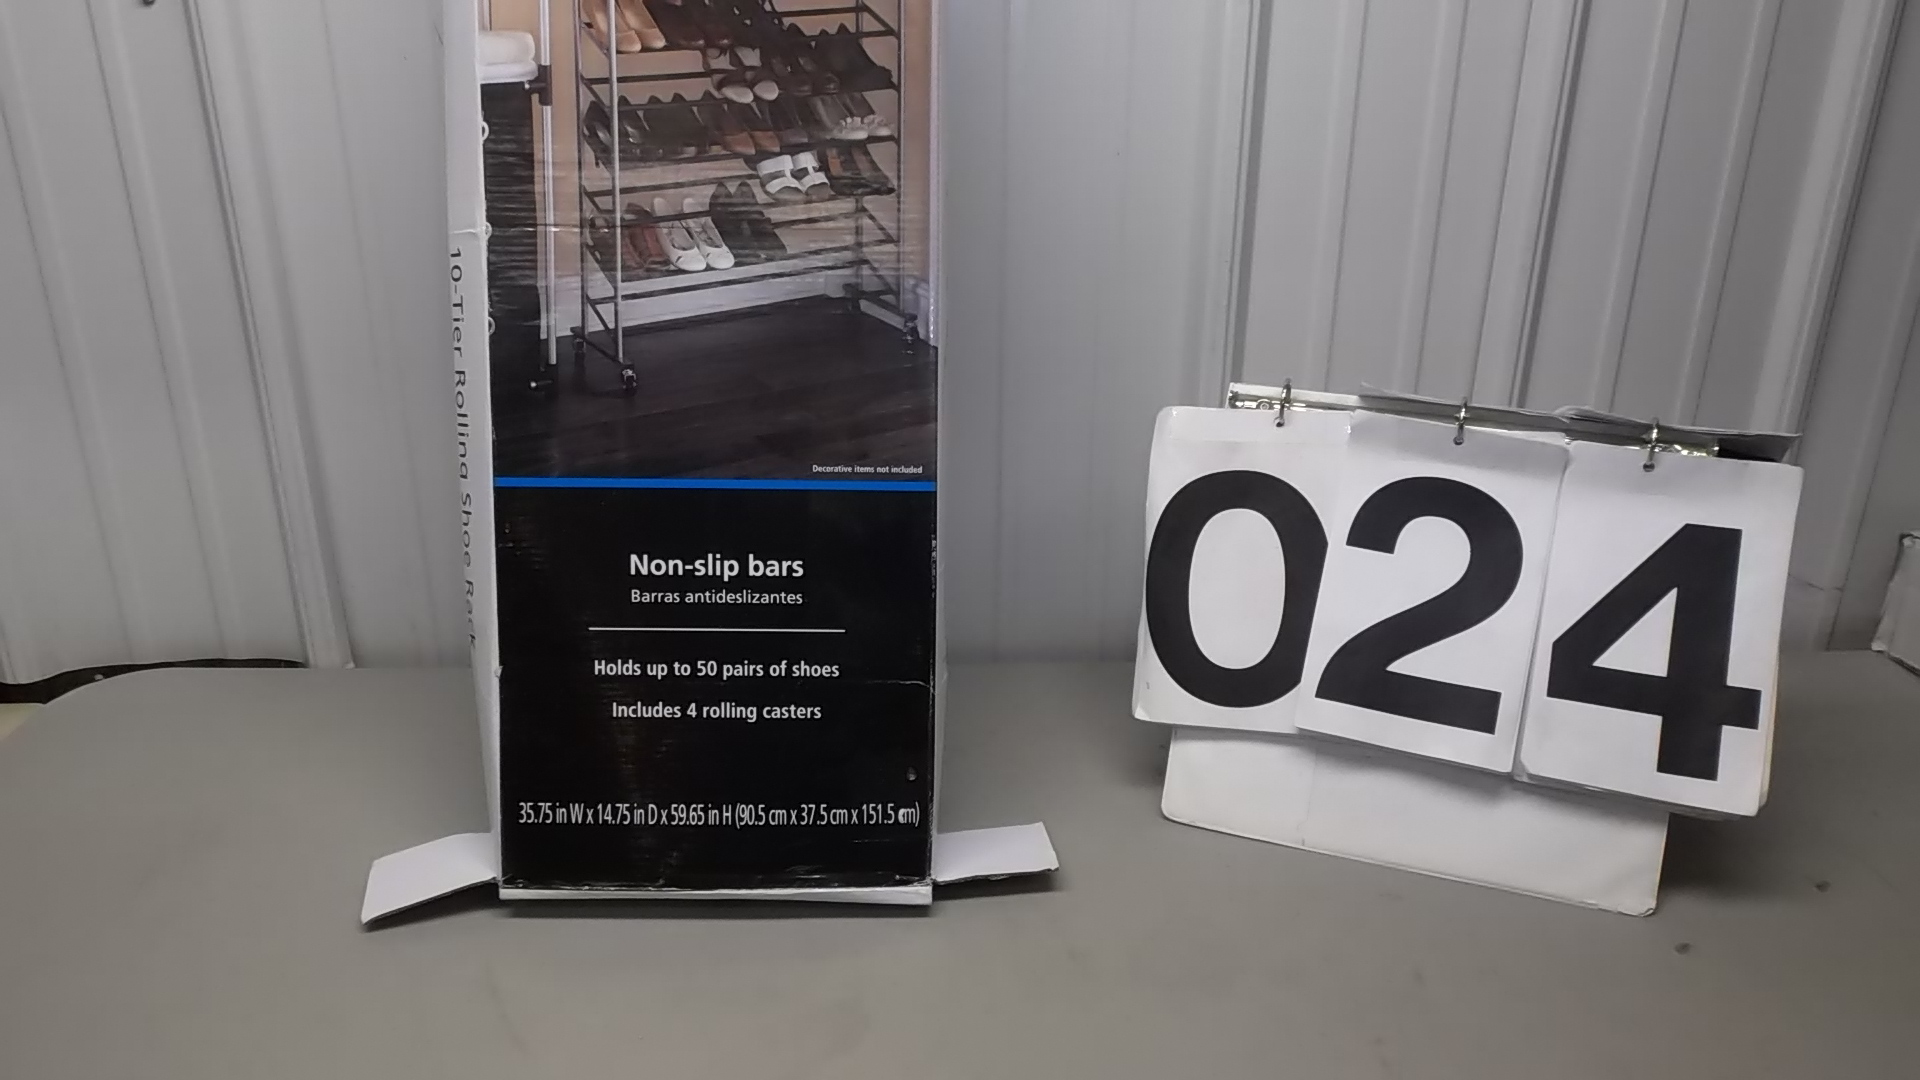 10-Tier Rolling Shoe Rack
Decorative items not included
Non-slip bars
Barras antideslizantes
Holds up to 50 pairs of shoes
Includes 4 rolling casters
35.75 in W x 14.75 in D x 59.65 in H (90.5 cm x 37.5 cm x 151.5 cm)
024